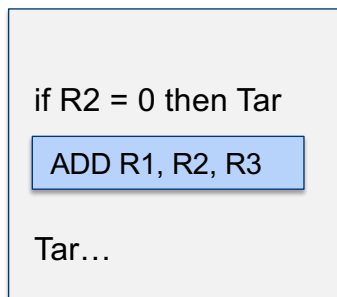 if R2 = 0 then Tar
ADD R1, R2, R3
Tar…